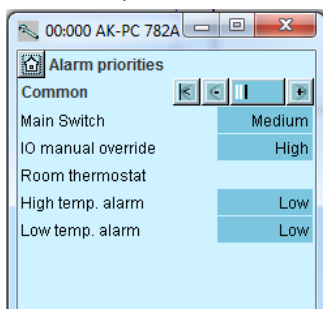 00:000 AK-PC 782A
Alarm priorities
Common
Main Switch Medium
IO manual override High
Room thermostat
High temp. alarm Low
Low temp. alarm Low